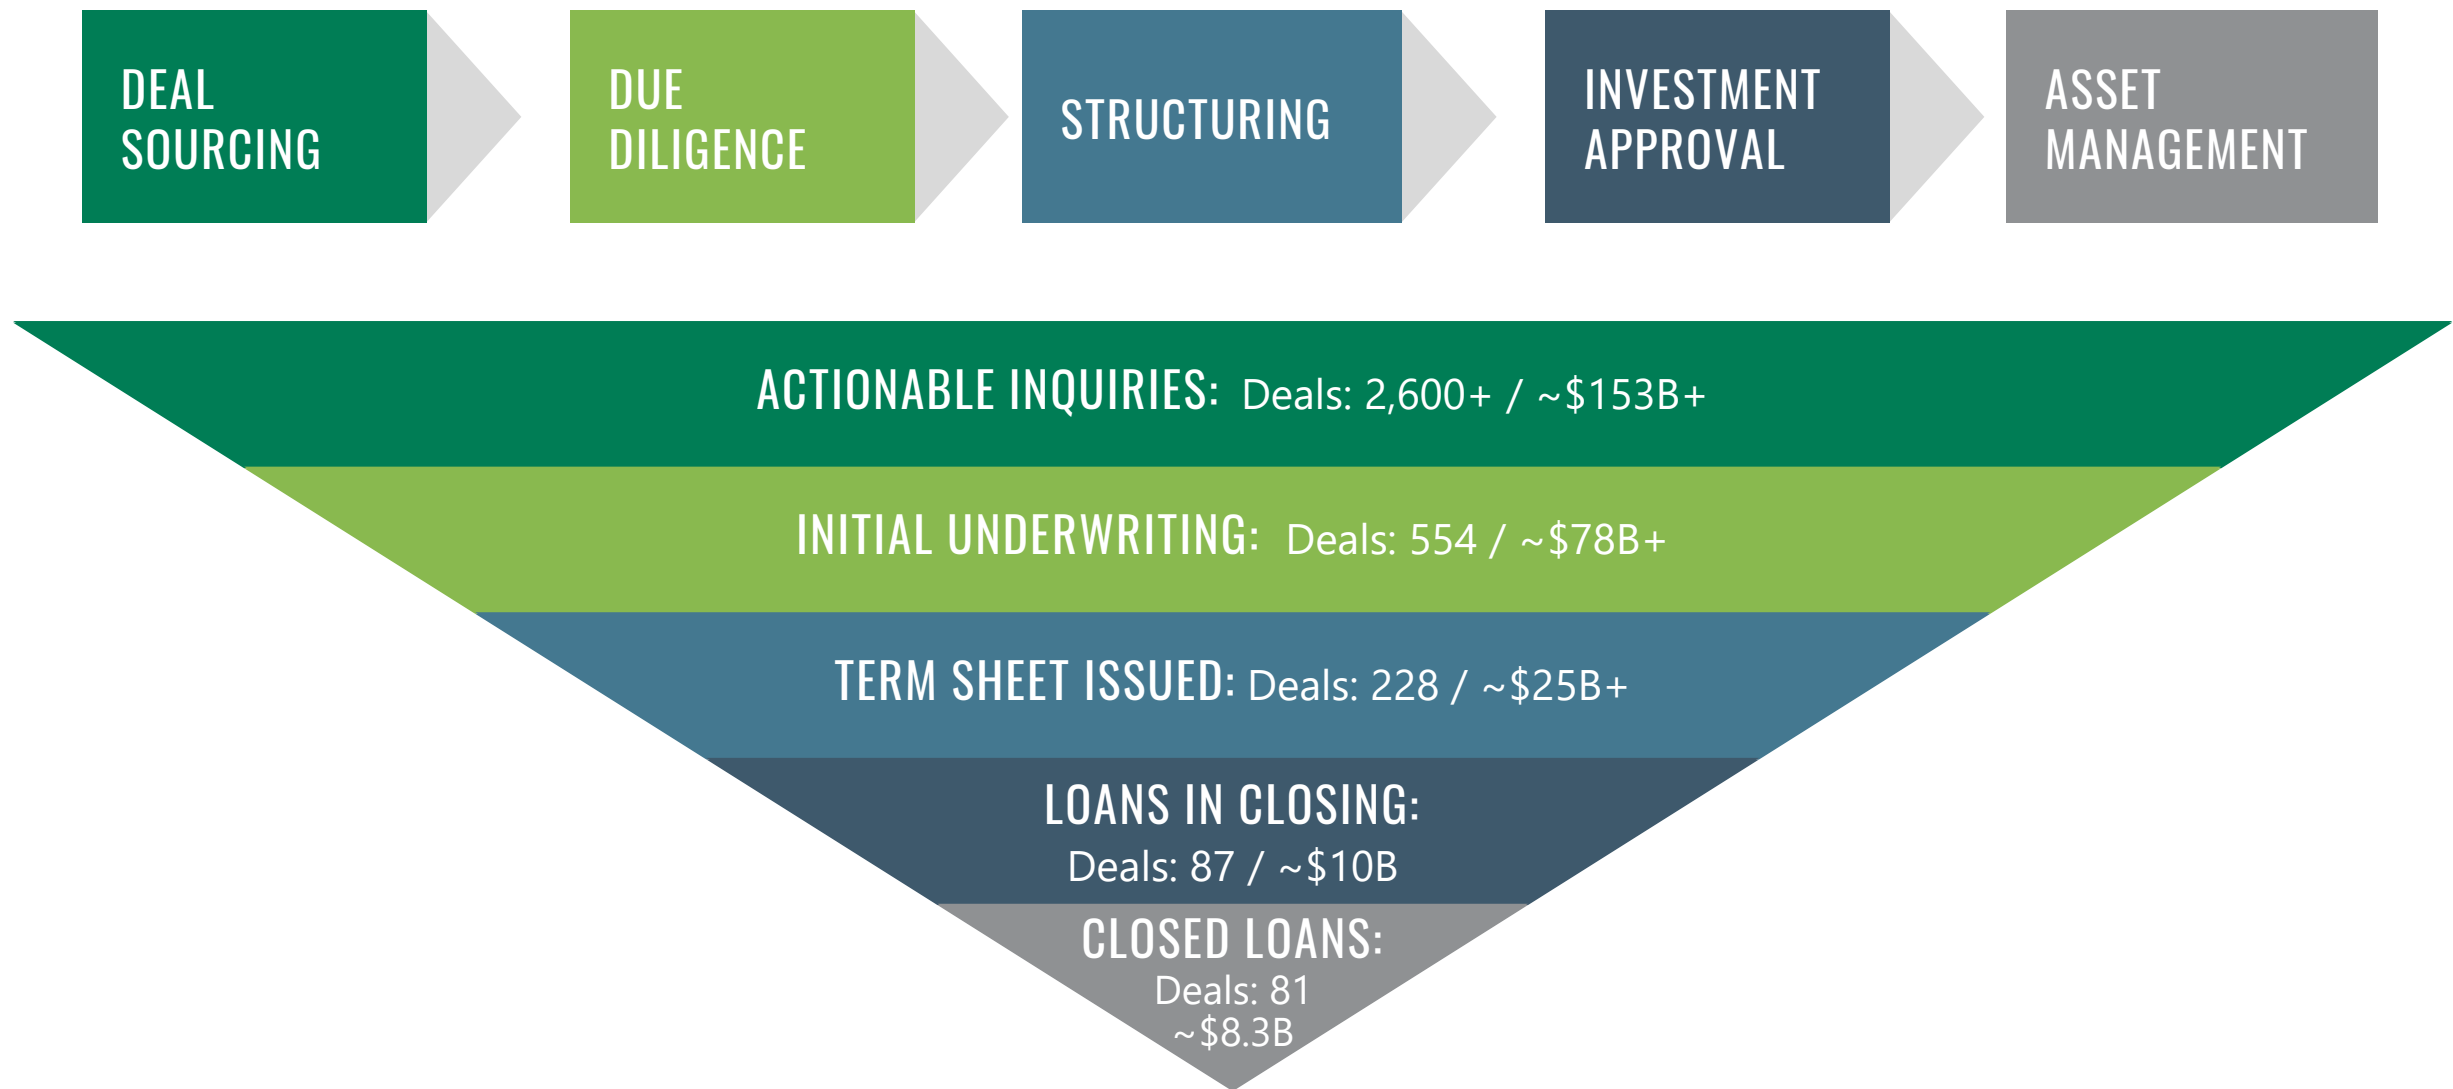 DEAL
SOURCING
DUE
DILIGENCE
STRUCTURING
INVESTMENT
APPROVAL
ASSET
MANAGEMENT
ACTIONABLE INQUIRIES: Deals: 2,600+ / ~$153B+
INITIAL UNDERWRITING: Deals: 554 / ~$78B+
TERM SHEET ISSUED: Deals: 228 / ~$25B+
LOANS IN CLOSING:
Deals: 87 / ~$10B
CLOSED LOANS:
Deals: 81
~$8.3B